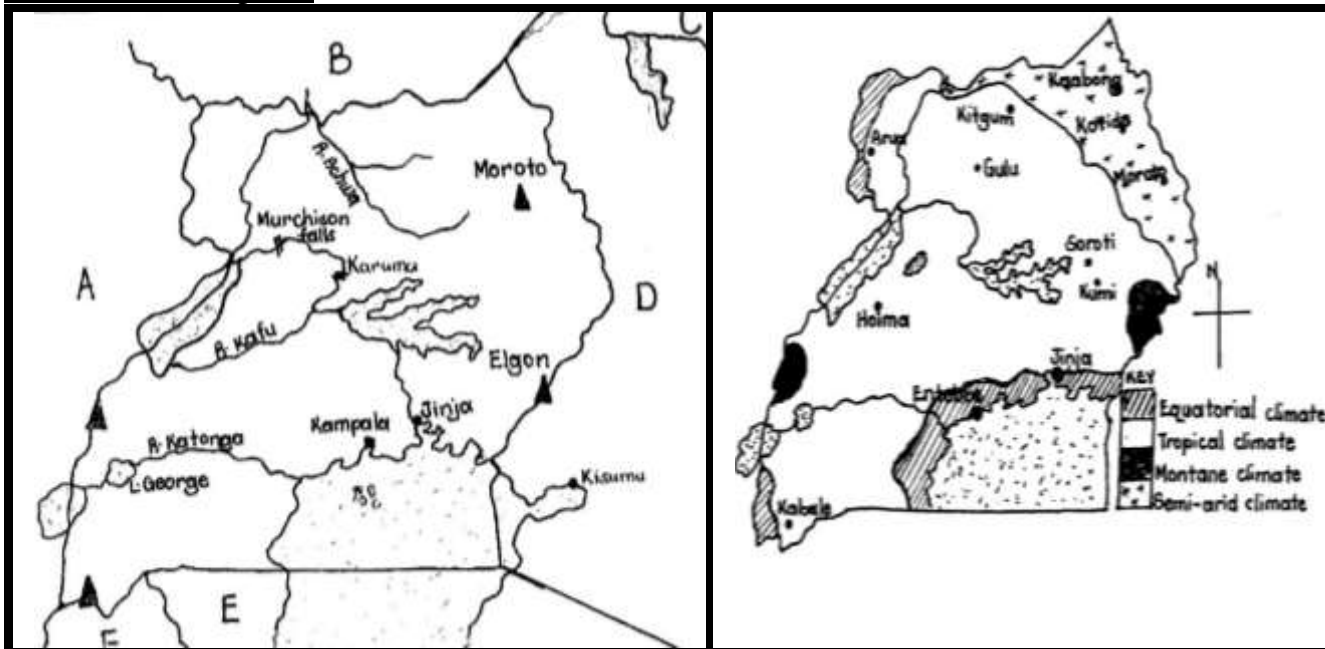 C
B
R. Achwa
Moroto
Murchison
falls
A
Karuma
D
R. Kafu
Elgon
Jinja
Kampala
R. Katonga
L. George
Kisumu
E
F
Kaabong
Kitgum
Kotido
Arua
Gulu
Moroto
Soroti
N
Kumi
Hoima
Jinja
KEY
Entebbe
Equatorial climate
Tropical climate
Montane climate
Semi-arid climate
Kabale